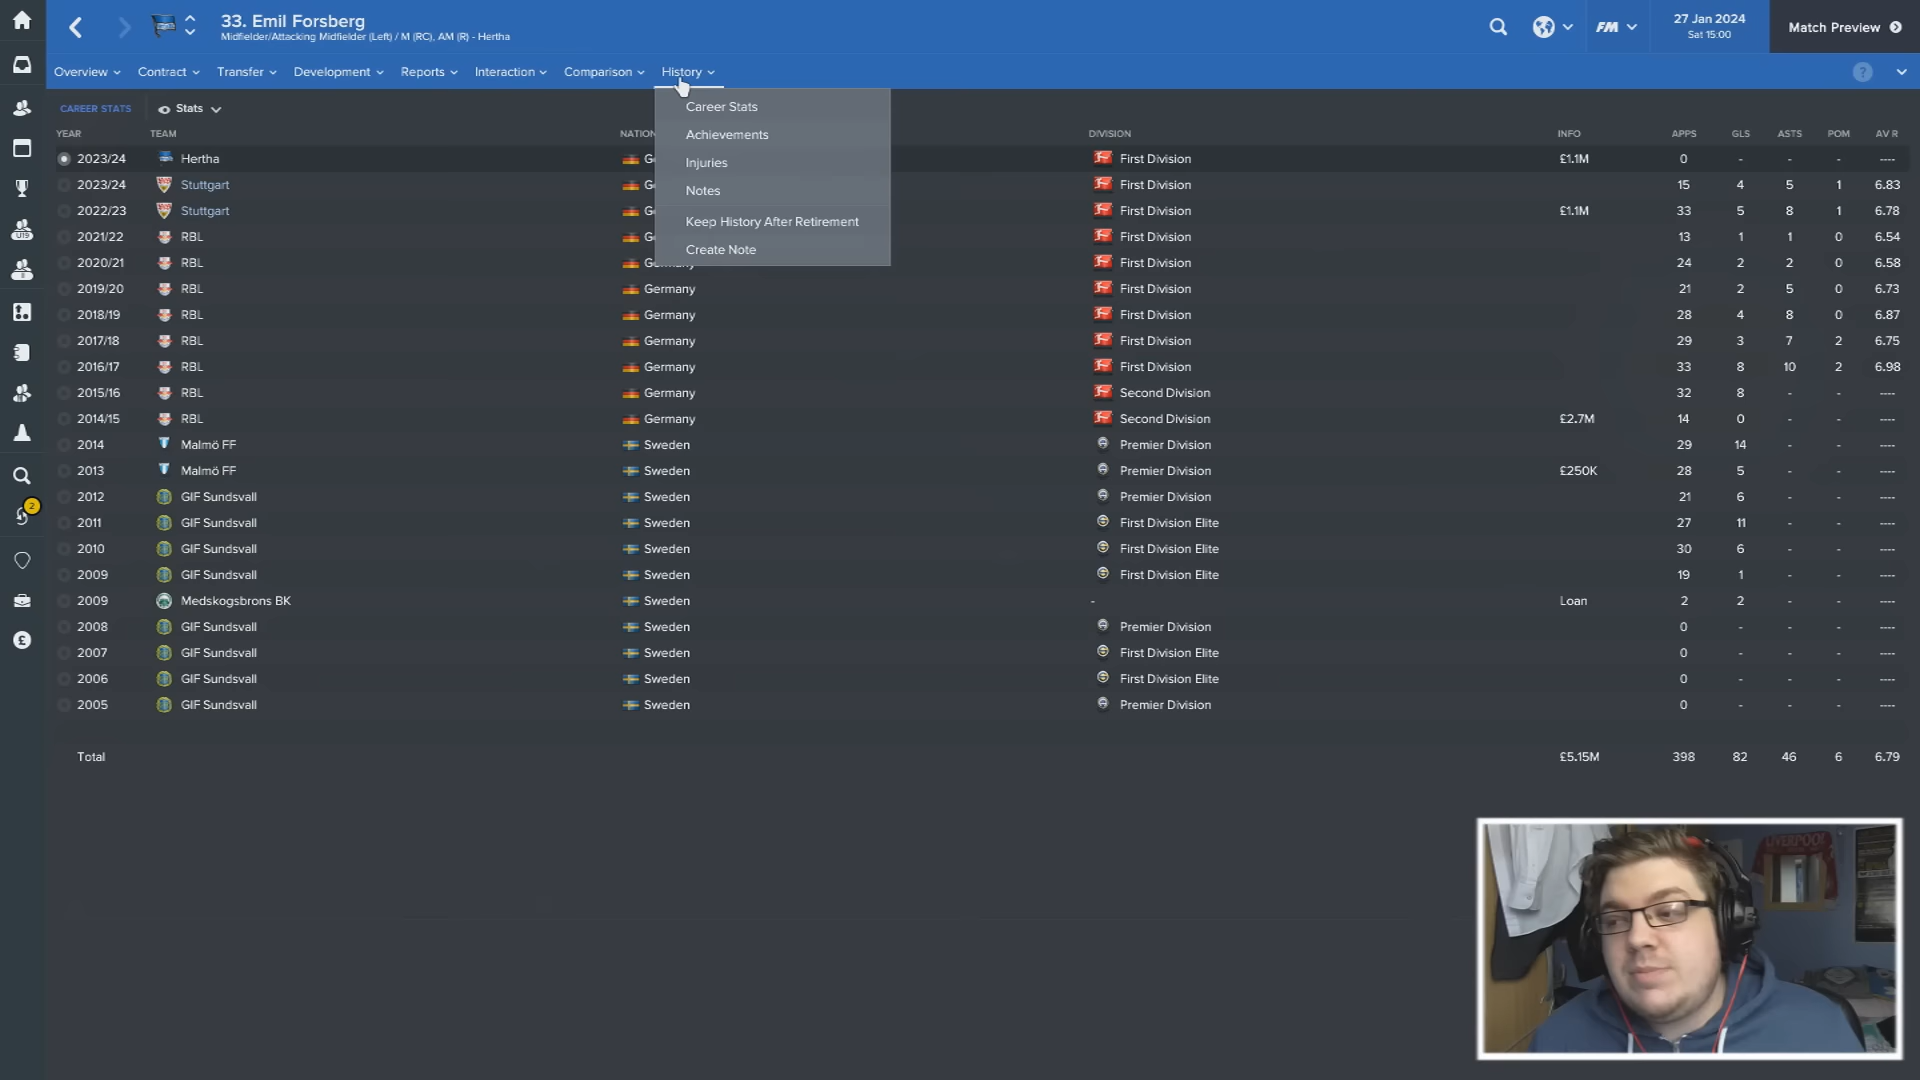 33. Emil Forsberg
Midfielder/Attacking Midfielder (Left) / M (RC), AM (R) - Hertha
FM
27 Jan 2024
Sat 15:00
Match Preview
Overview Contract Transfer Development Reports Interaction Comparison History
?
CAREER STATS Stats
Career Stats
Achievements
Injuries
Notes
Keep History After Retirement
Create Note
YEAR TEAM NATION DIVISION INFO APPS GLS ASTS POM AV R
2023/24 Hertha G First Division £1.1M 0 - - - ----
2023/24 Stuttgart G First Division 15 4 5 1 6.83
2022/23 Stuttgart G First Division £1.1M 33 5 8 1 6.78
2021/22 RBL G First Division 13 1 1 0 6.54
2020/21 RBL Germany First Division 24 2 2 0 6.58
2019/20 RBL Germany First Division 21 2 5 0 6.73
2018/19 RBL Germany First Division 28 4 8 0 6.87
2017/18 RBL Germany First Division 29 3 7 2 6.75
2016/17 RBL Germany First Division 33 8 10 2 6.98
2015/16 RBL Germany Second Division 32 8 - - ----
2014/15 RBL Germany Second Division £2.7M 14 0 - - ----
2014 Malmö FF Sweden Premier Division 29 14 - - ----
2013 Malmö FF Sweden Premier Division £250K 28 5 - - ----
2012 GIF Sundsvall Sweden Premier Division 21 6 - - ----
2011 GIF Sundsvall Sweden First Division Elite 27 11 - - ----
2010 GIF Sundsvall Sweden First Division Elite 30 6 - - ----
2009 GIF Sundsvall Sweden First Division Elite 19 1 - - ----
2009 Medskogsbrons BK Sweden - Loan 2 2 - - ----
2008 GIF Sundsvall Sweden Premier Division 0 - - - ----
2007 GIF Sundsvall Sweden First Division Elite 0 - - - ----
2006 GIF Sundsvall Sweden First Division Elite 0 - - - ----
2005 GIF Sundsvall Sweden Premier Division 0 - - - ----
Total £5.15M 398 82 46 6 6.79
U19
2
£
LIVERPOOL